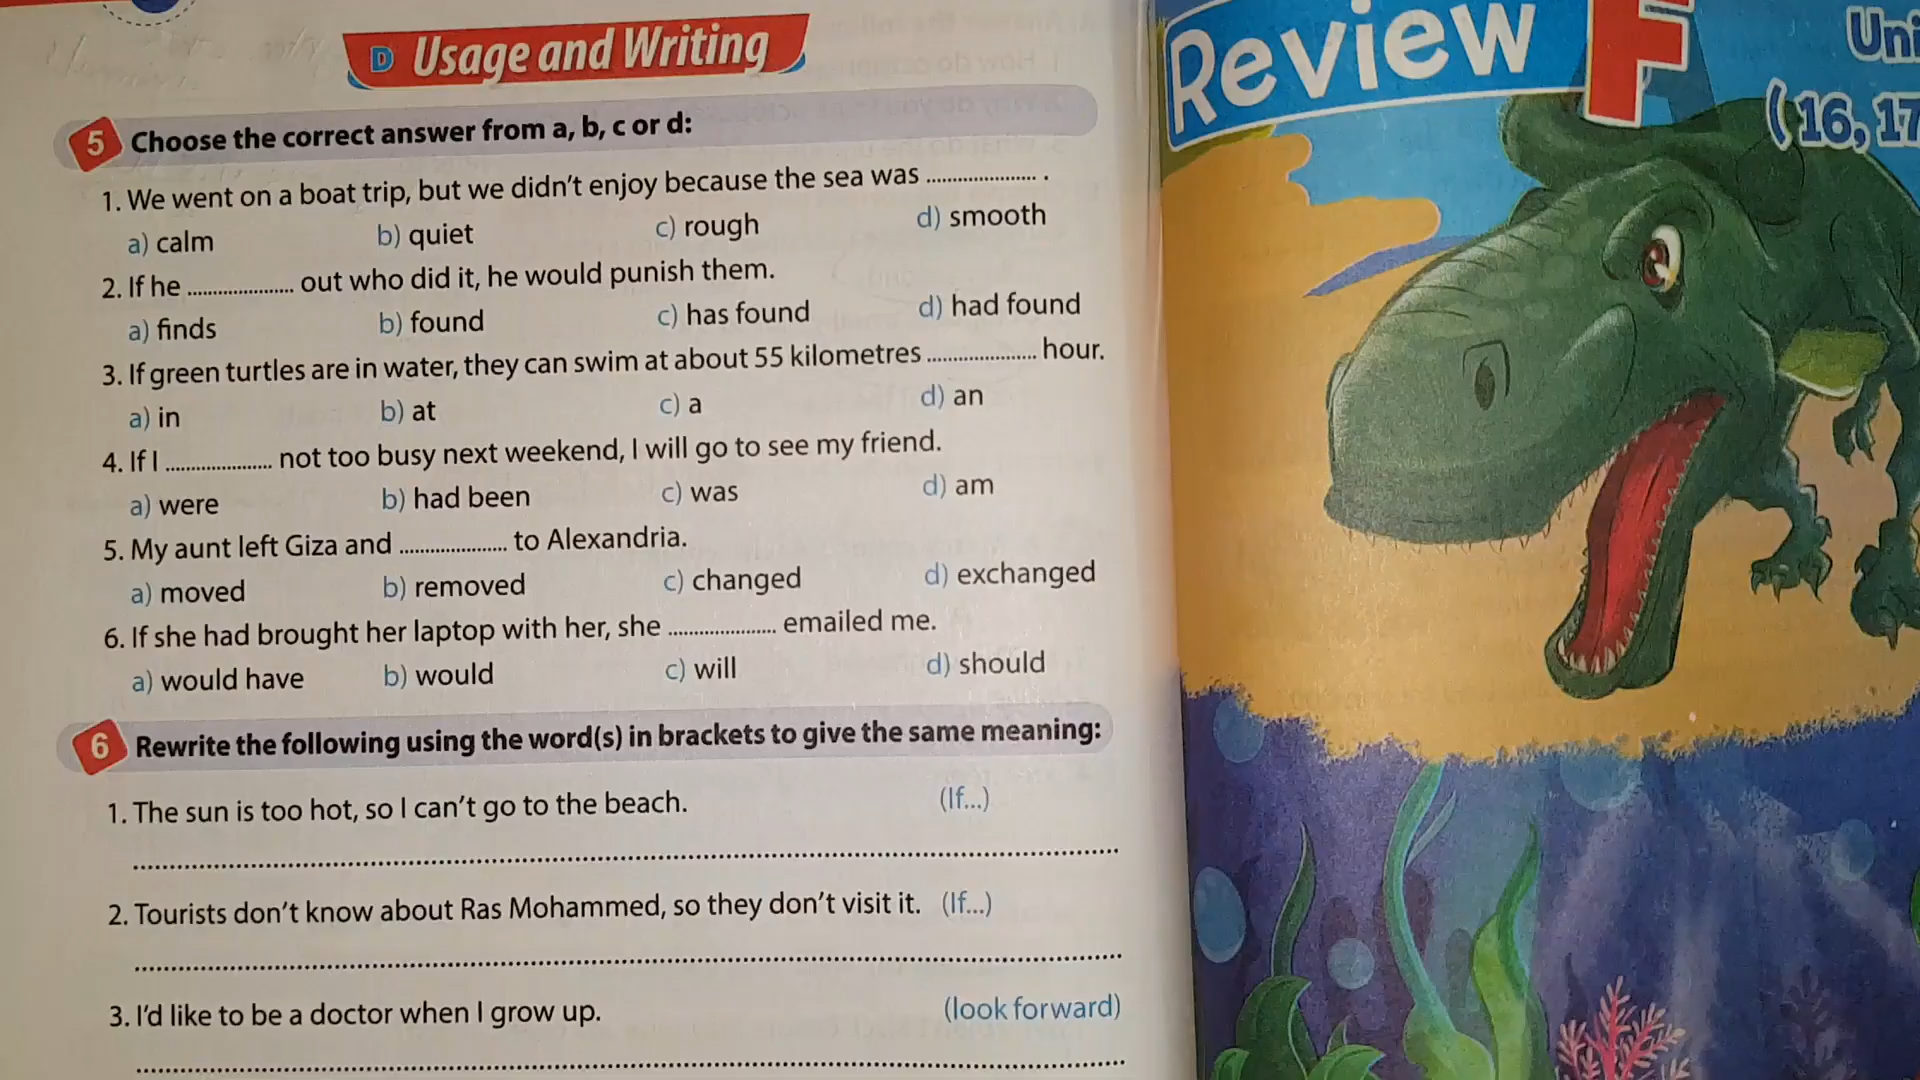 D Usage and Writing
5 Choose the correct answer from a, b, c or d:
1. We went on a boat trip, but we didn't enjoy because the sea was ..................... .
a) calm b) quiet c) rough d) smooth
2. If he ..................... out who did it, he would punish them.
a) finds b) found c) has found d) had found
3. If green turtles are in water, they can swim at about 55 kilometres ..................... hour.
a) in b) at c) a d) an
4. If I ..................... not too busy next weekend, I will go to see my friend.
a) were b) had been c) was d) am
5. My aunt left Giza and ..................... to Alexandria.
a) moved b) removed c) changed d) exchanged
6. If she had brought her laptop with her, she ..................... emailed me.
a) would have b) would c) will d) should
6 Rewrite the following using the word(s) in brackets to give the same meaning:
1. The sun is too hot, so I can't go to the beach. (If...)
2. Tourists don't know about Ras Mohammed, so they don't visit it. (If...)
3. I'd like to be a doctor when I grow up. (look forward)
Review F
Uni
(16, 17